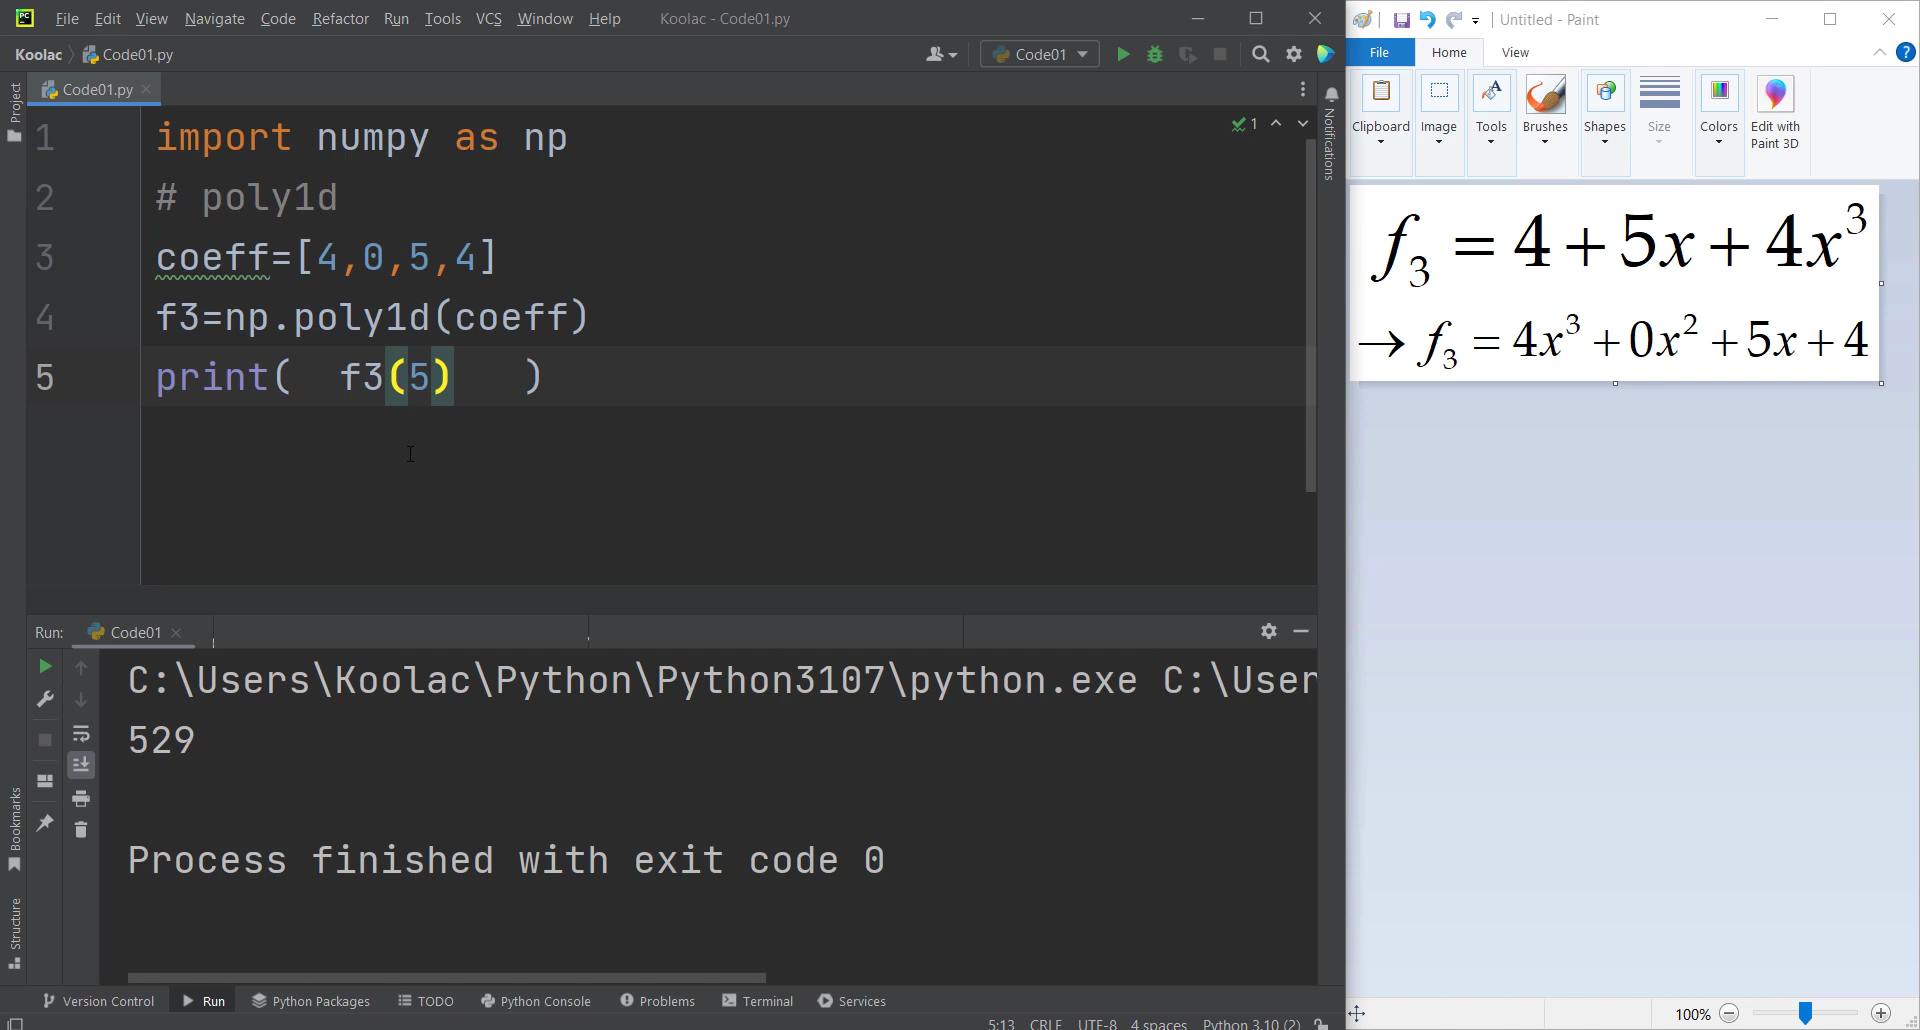 File Edit View Navigate Code Refactor Run Tools VCS Window Help Koolac - Code01.py
Koolac Code01.py Code01
Code01.py
Project
Notifications
1 import numpy as np
2 # poly1d
3 coeff=[4,0,5,4]
4 f3=np.poly1d(coeff)
5 print( f3(5) )
1
Run: Code01
C:\Users\Koolac\Python\Python3107\python.exe C:\User
529
Process finished with exit code 0
Bookmarks
Structure
Version Control Run Python Packages TODO Python Console Problems Terminal Services
5:13 CRLF UTF-8 4 spaces Python 3.10 (2)
Untitled - Paint
File Home View
Clipboard Image Tools Brushes Shapes Size Colors Edit with
Paint 3D
f₃ = 4 + 5x + 4x³
→ f₃ = 4x³ + 0x² + 5x + 4
100%